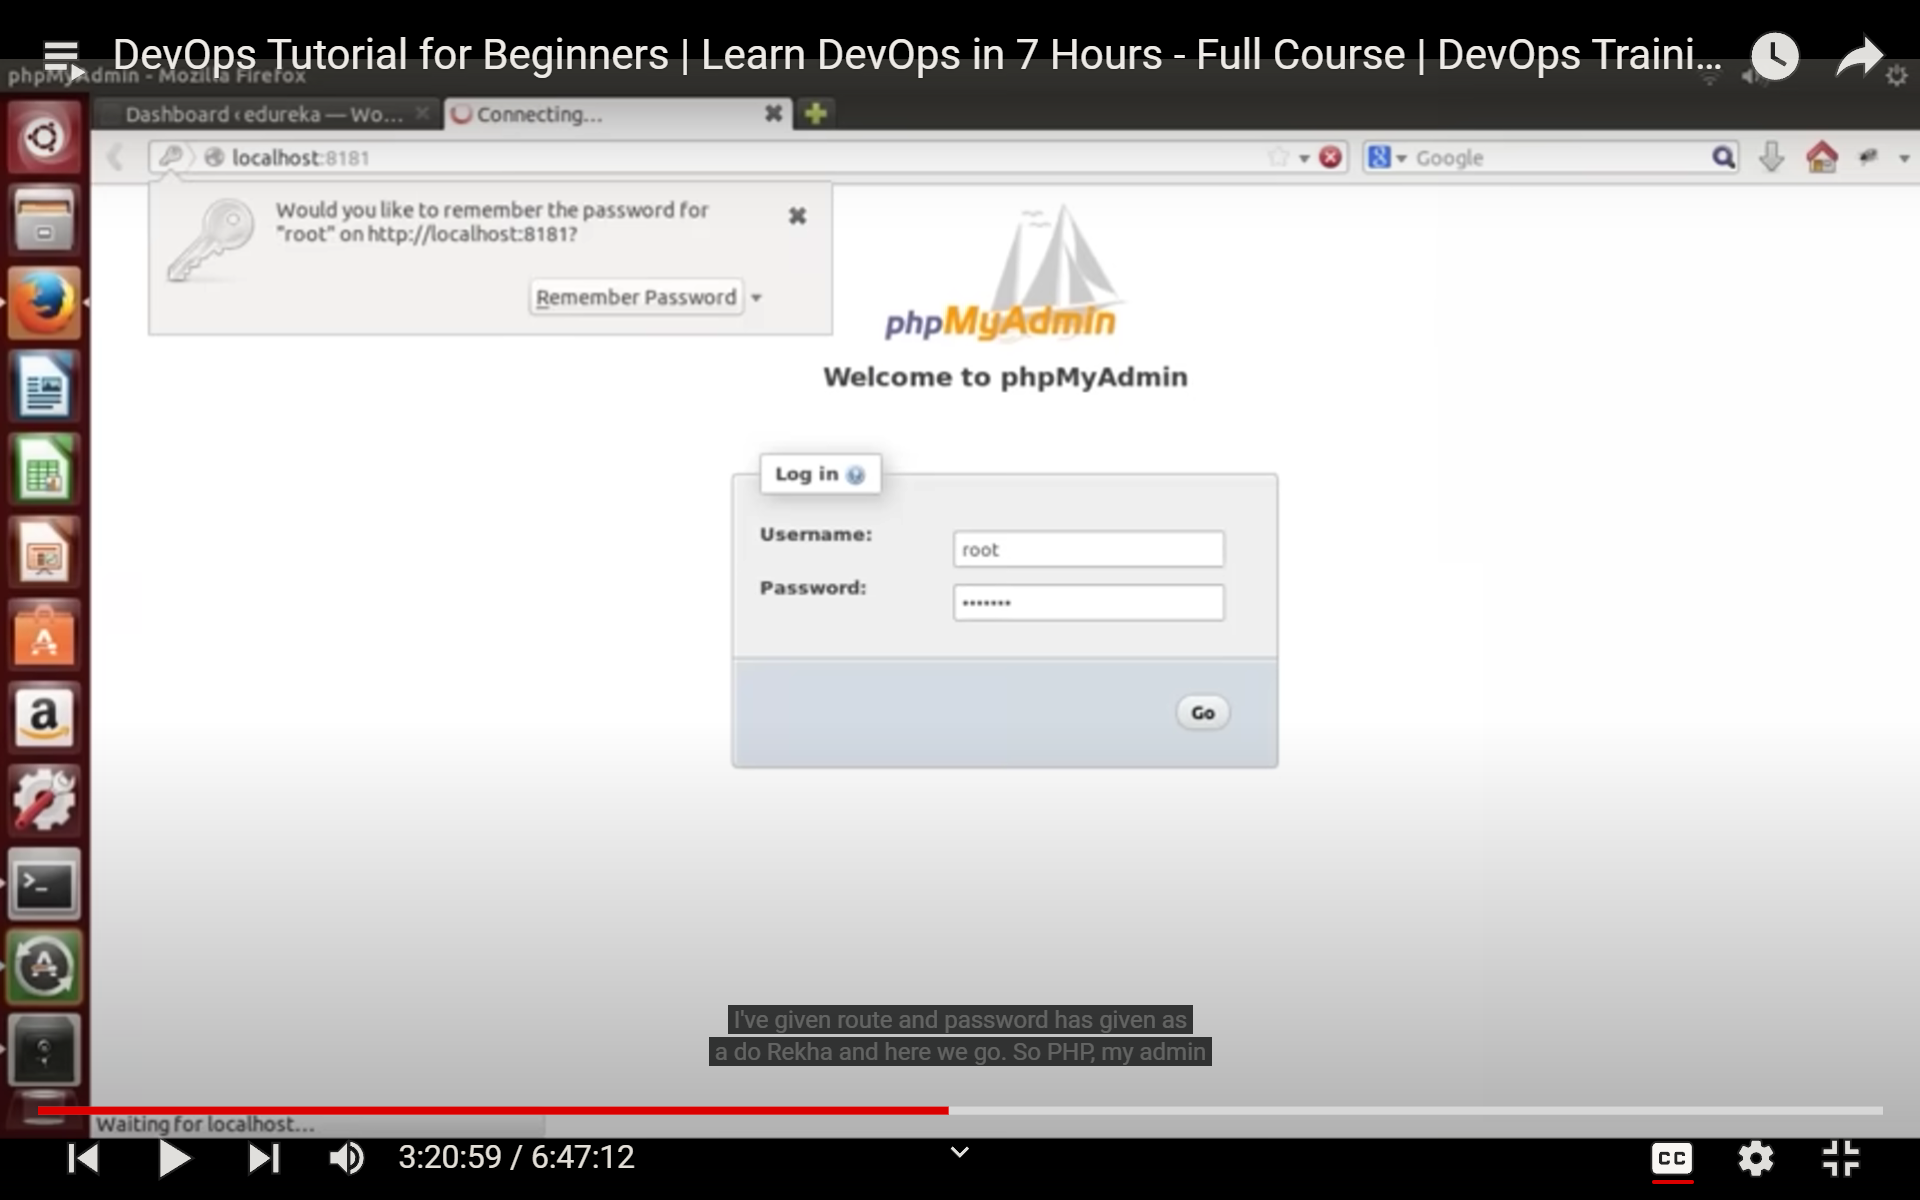 DevOps Tutorial for Beginners | Learn DevOps in 7 Hours - Full Course | DevOps Traini...
phpMyAdmin - Mozilla Firefox
Dashboard ‹ edureka — Wo...
Connecting...
localhost:8181
Google
Would you like to remember the password for
"root" on http://localhost:8181?
Remember Password
phpMyAdmin
Welcome to phpMyAdmin
Log in
Username:
root
Password:
•••••••
Go
I've given route and password has given as
a do Rekha and here we go. So PHP, my admin
Waiting for localhost...
3:20:59 / 6:47:12
CC